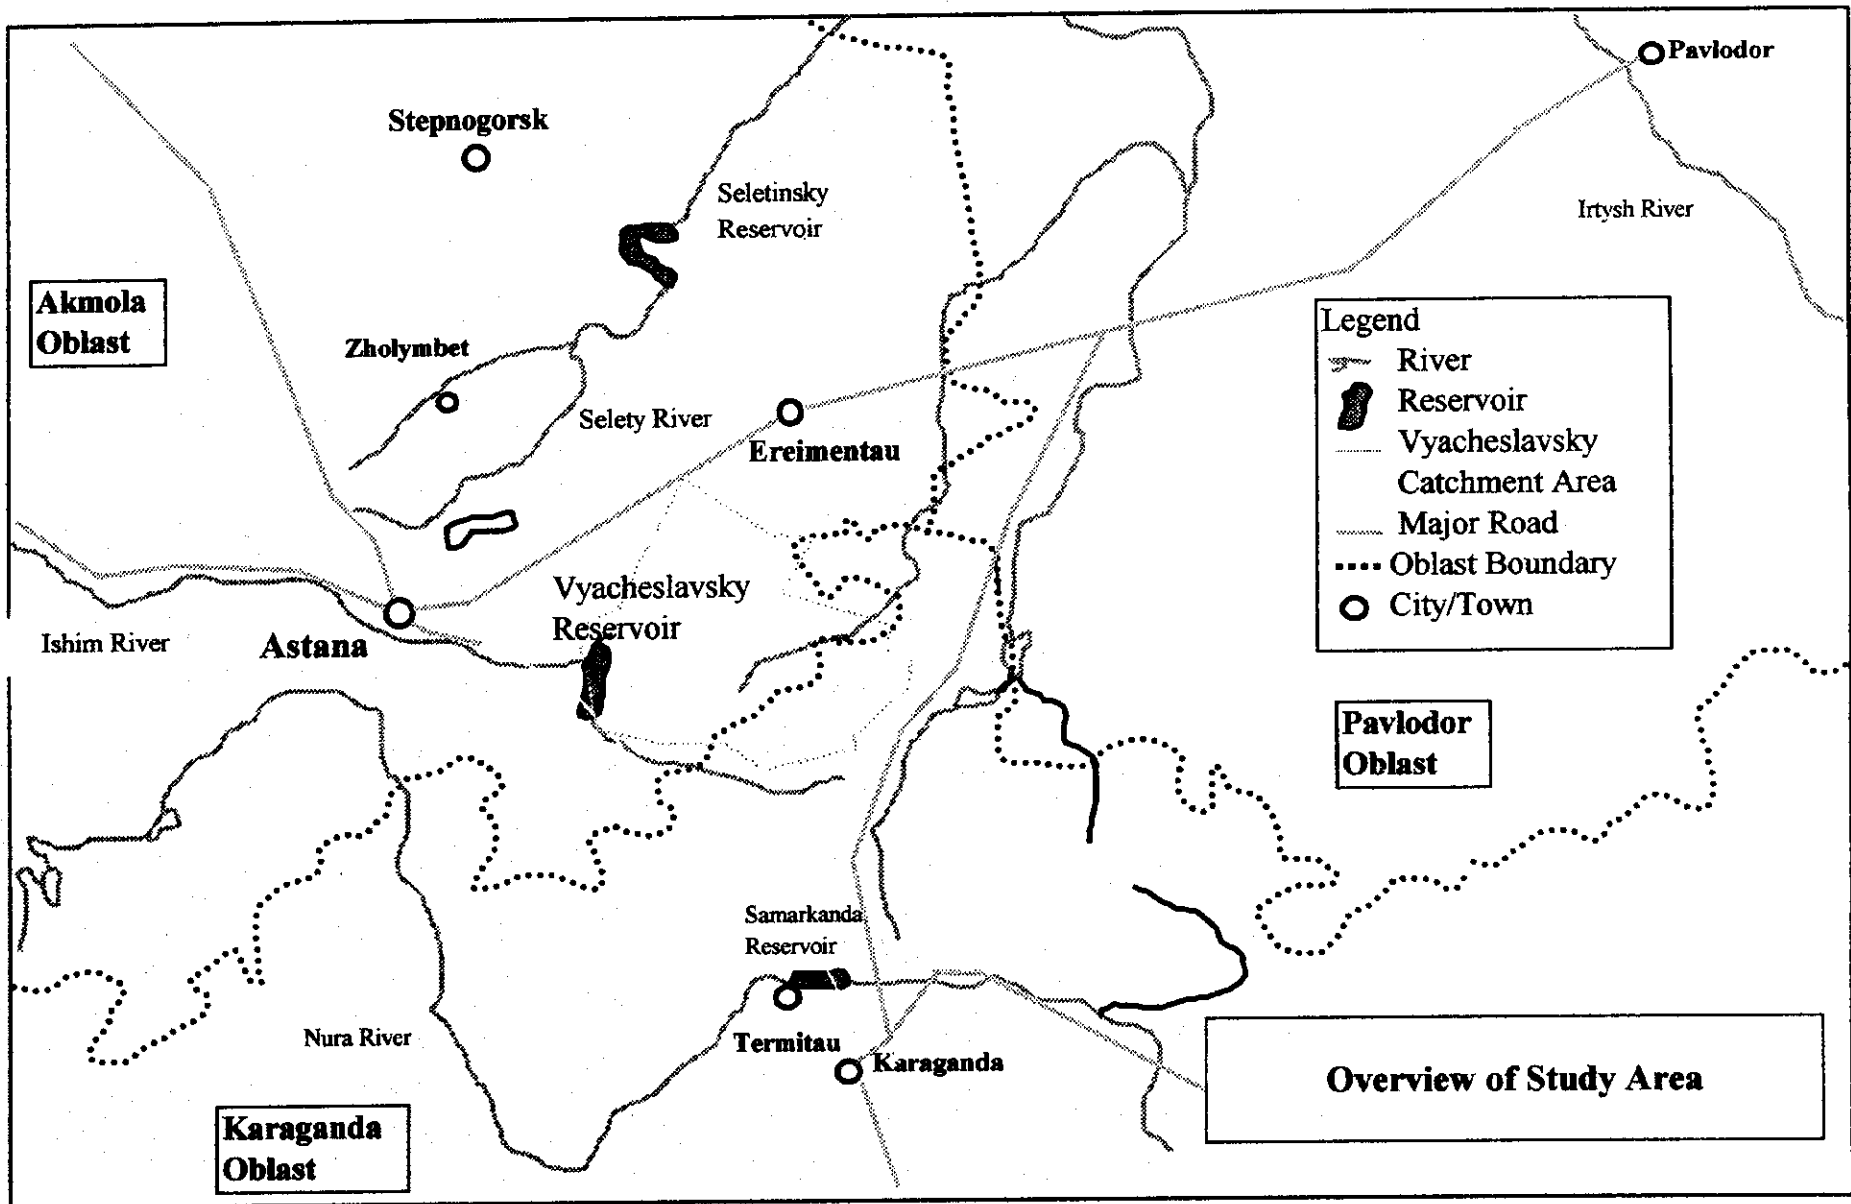 Pavlodor
Stepnogorsk
Seletinsky
Reservoir
Irtysh River
Akmola
Oblast
Zholymbet
Selety River
Ereimentau
Legend
River
Reservoir
Vyacheslavsky
Catchment Area
Major Road
Oblast Boundary
City/Town
Vyacheslavsky
Reservoir
Ishim River
Astana
Pavlodor
Oblast
Samarkanda
Reservoir
Nura River
Termitau
Karaganda
Overview of Study Area
Karaganda
Oblast